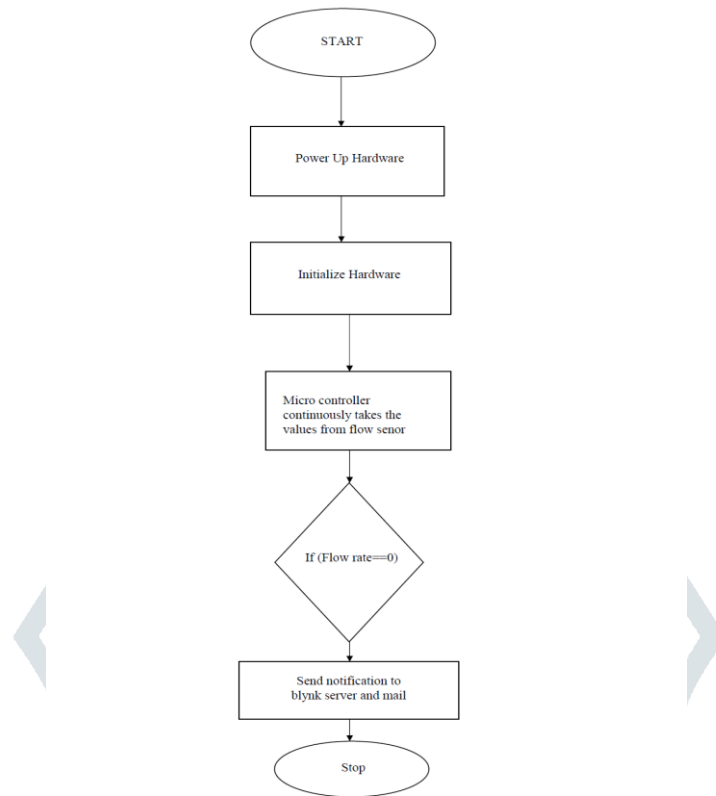 START
Power Up Hardware
Initialize Hardware
Micro controller
continuously takes the
values from flow senor
If (Flow rate==0)
Send notification to
blynk server and mail
Stop